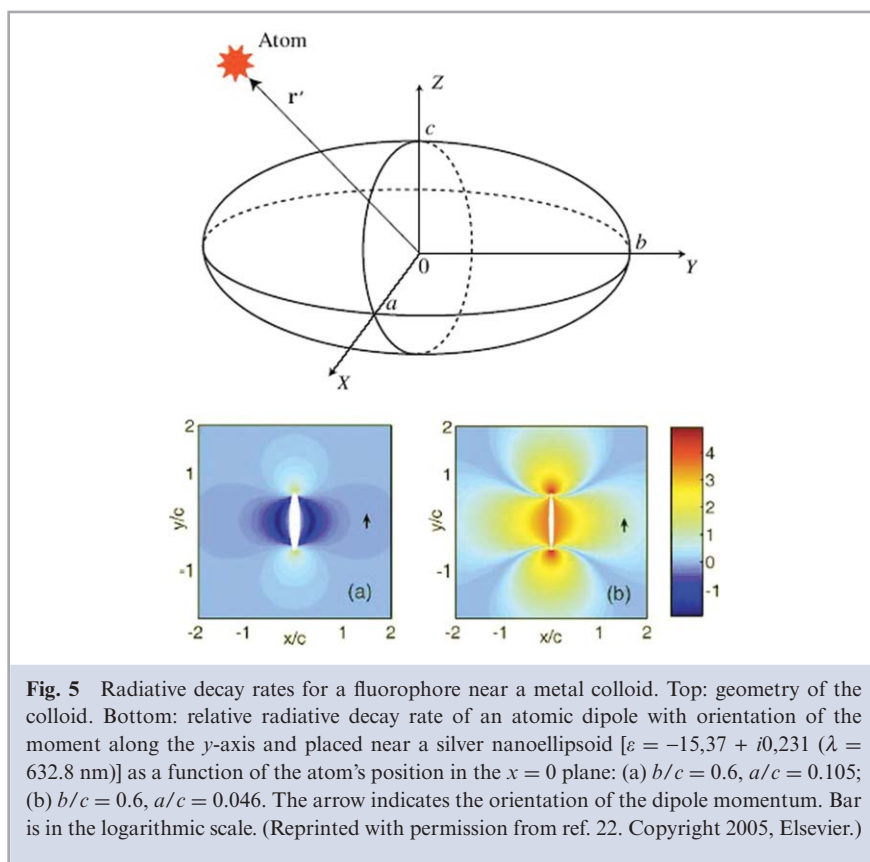 Atom
r′
Z
c
b
0
Y
a
X
2
1
-1
y/c
(a)
-2 -1 1 2
x/c
2
1
-1
y/c
(b)
-2 -1 1 2
x/c
4
3
2
1
0
-1
Fig. 5 Radiative decay rates for a fluorophore near a metal colloid. Top: geometry of the
colloid. Bottom: relative radiative decay rate of an atomic dipole with orientation of the
moment along the y-axis and placed near a silver nanoellipsoid [ε = −15,37 + i0,231 (λ =
632.8 nm)] as a function of the atom's position in the x = 0 plane: (a) b/c = 0.6, a/c = 0.105;
(b) b/c = 0.6, a/c = 0.046. The arrow indicates the orientation of the dipole momentum. Bar
is in the logarithmic scale. (Reprinted with permission from ref. 22. Copyright 2005, Elsevier.)